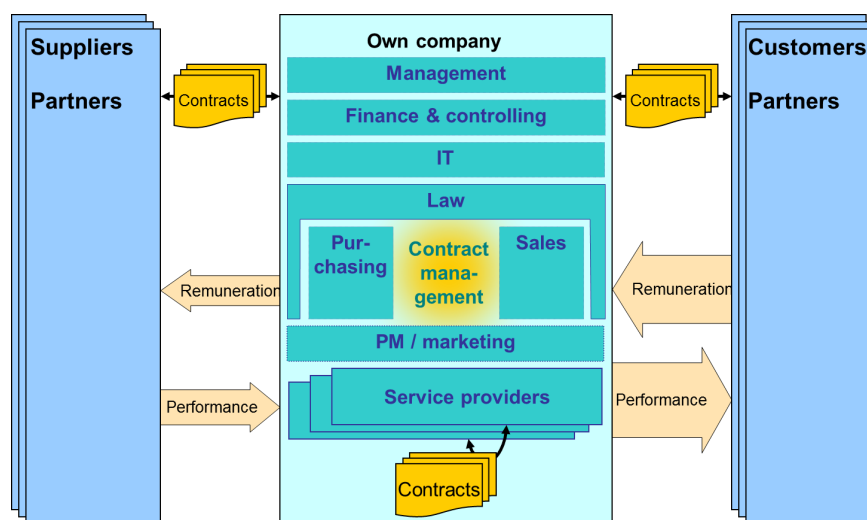 Suppliers
Partners
Contracts
Own company
Management
Finance & controlling
IT
Law
Pur-
chasing
Contract
mana-
gement
Sales
PM / marketing
Service providers
Contracts
Remuneration
Performance
Contracts
Customers
Partners
Remuneration
Performance